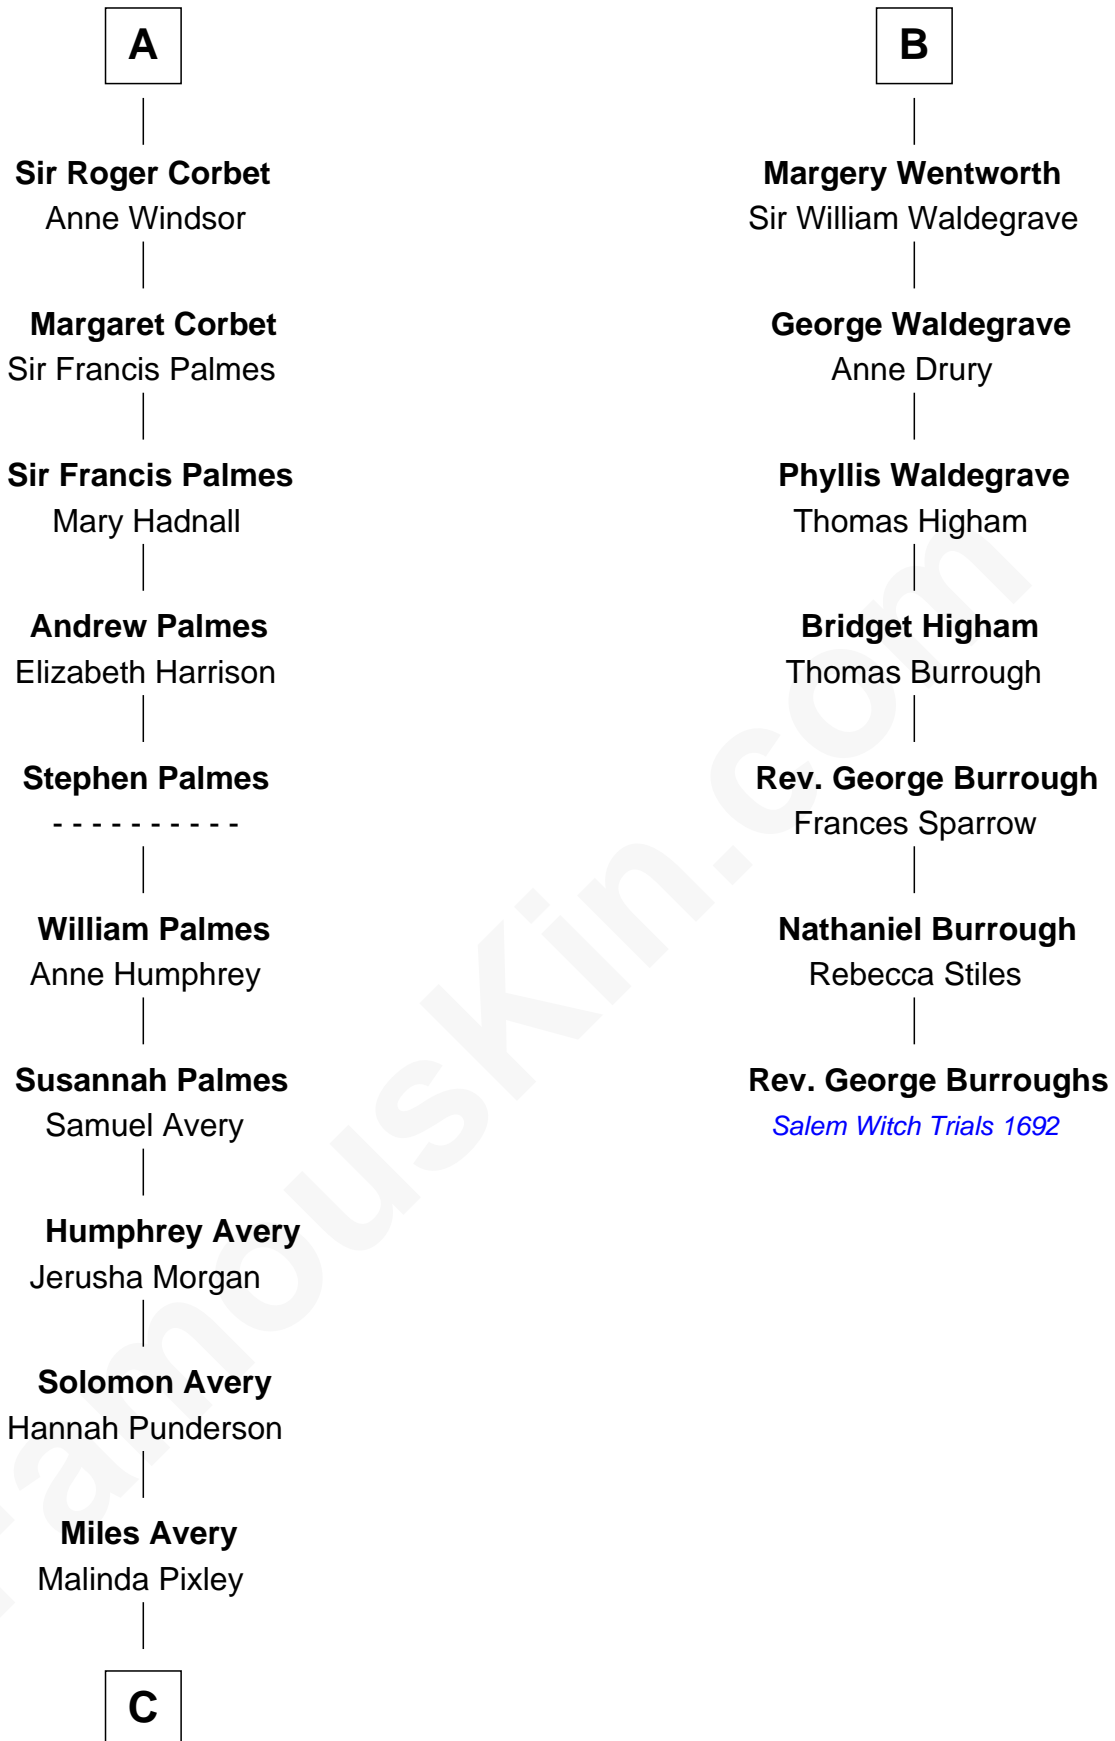 A
Sir Roger Corbet
Anne Windsor
Margaret Corbet
Sir Francis Palmes
Sir Francis Palmes
Mary Hadnall
Andrew Palmes
Elizabeth Harrison
Stephen Palmes
- - - - - - - - - -
William Palmes
Anne Humphrey
Susannah Palmes
Samuel Avery
Humphrey Avery
Jerusha Morgan
Solomon Avery
Hannah Punderson
Miles Avery
Malinda Pixley
C
B
Margery Wentworth
Sir William Waldegrave
George Waldegrave
Anne Drury
Phyllis Waldegrave
Thomas Higham
Bridget Higham
Thomas Burrough
Rev. George Burrough
Frances Sparrow
Nathaniel Burrough
Rebecca Stiles
Rev. George Burroughs
Salem Witch Trials 1692
FamousKin.com